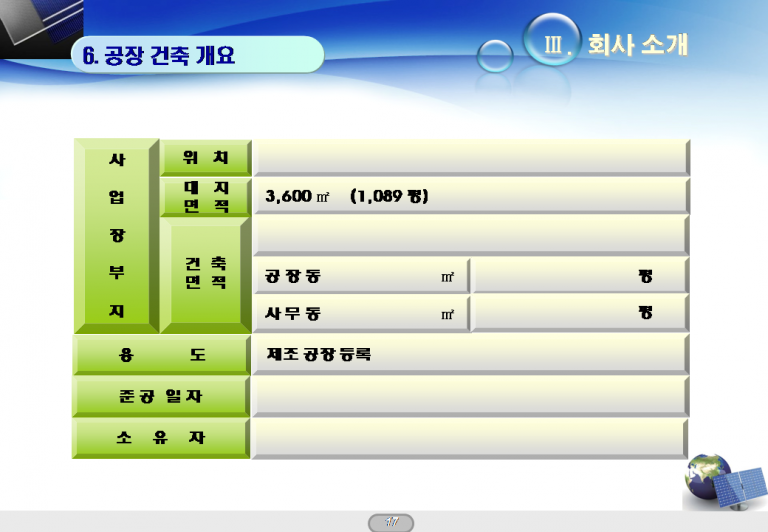 Ⅲ. 회사 소개
6. 공장 건축 개요
사
업
장
부
지
위 치
대 지
면 적
3,600 ㎡ (1,089 평)
건 축
면 적
공장동 ㎡ 평
사무동 ㎡ 평
용 도
제조 공장 등록
준공 일자
소 유 자
17